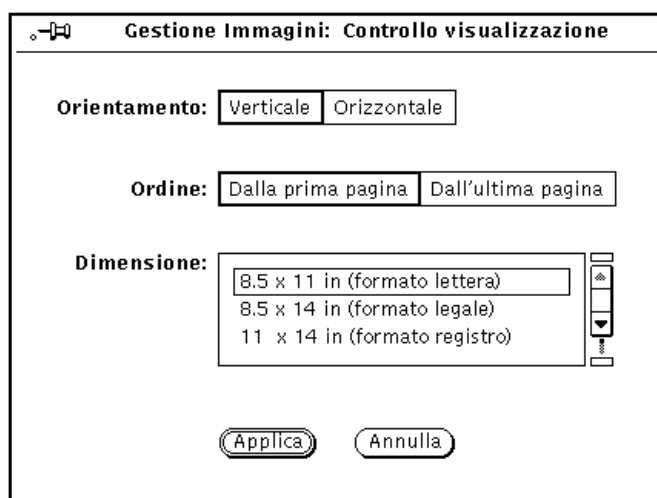 Gestione Immagini: Controllo visualizzazione
Orientamento: Verticale Orizzontale
Ordine: Dalla prima pagina Dall'ultima pagina
Dimensione:
8.5 x 11 in (formato lettera)
8.5 x 14 in (formato legale)
11 x 14 in (formato registro)
Applica Annulla